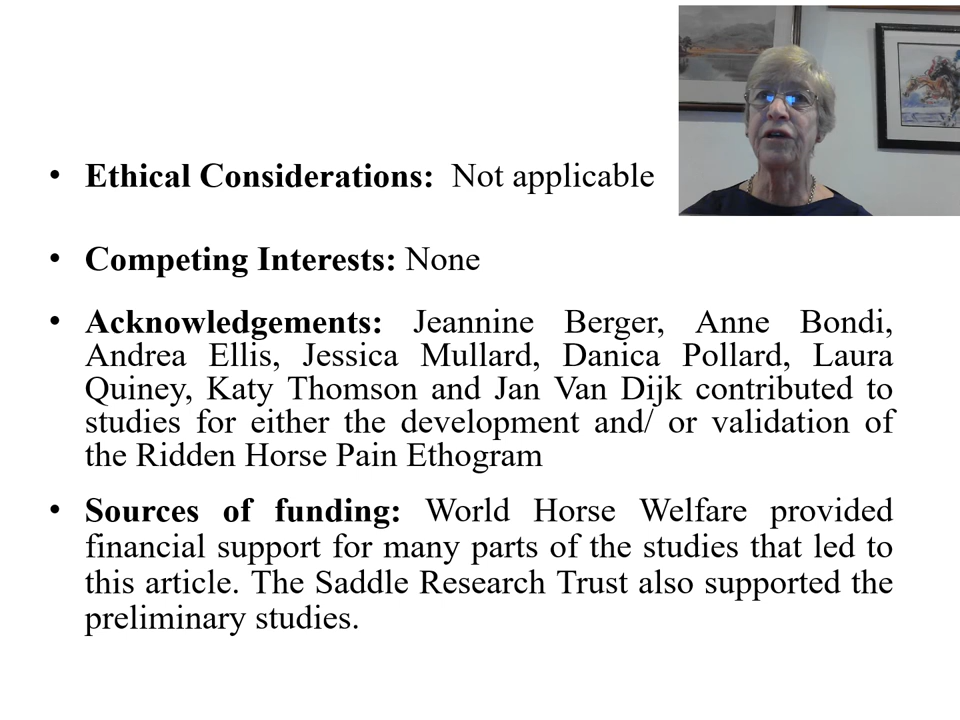 • Ethical Considerations: Not applicable
• Competing Interests: None
• Acknowledgements: Jeannine Berger, Anne Bondi,
Andrea Ellis, Jessica Mullard, Danica Pollard, Laura
Quiney, Katy Thomson and Jan Van Dijk contributed to
studies for either the development and/ or validation of
the Ridden Horse Pain Ethogram
• Sources of funding: World Horse Welfare provided
financial support for many parts of the studies that led to
this article. The Saddle Research Trust also supported the
preliminary studies.